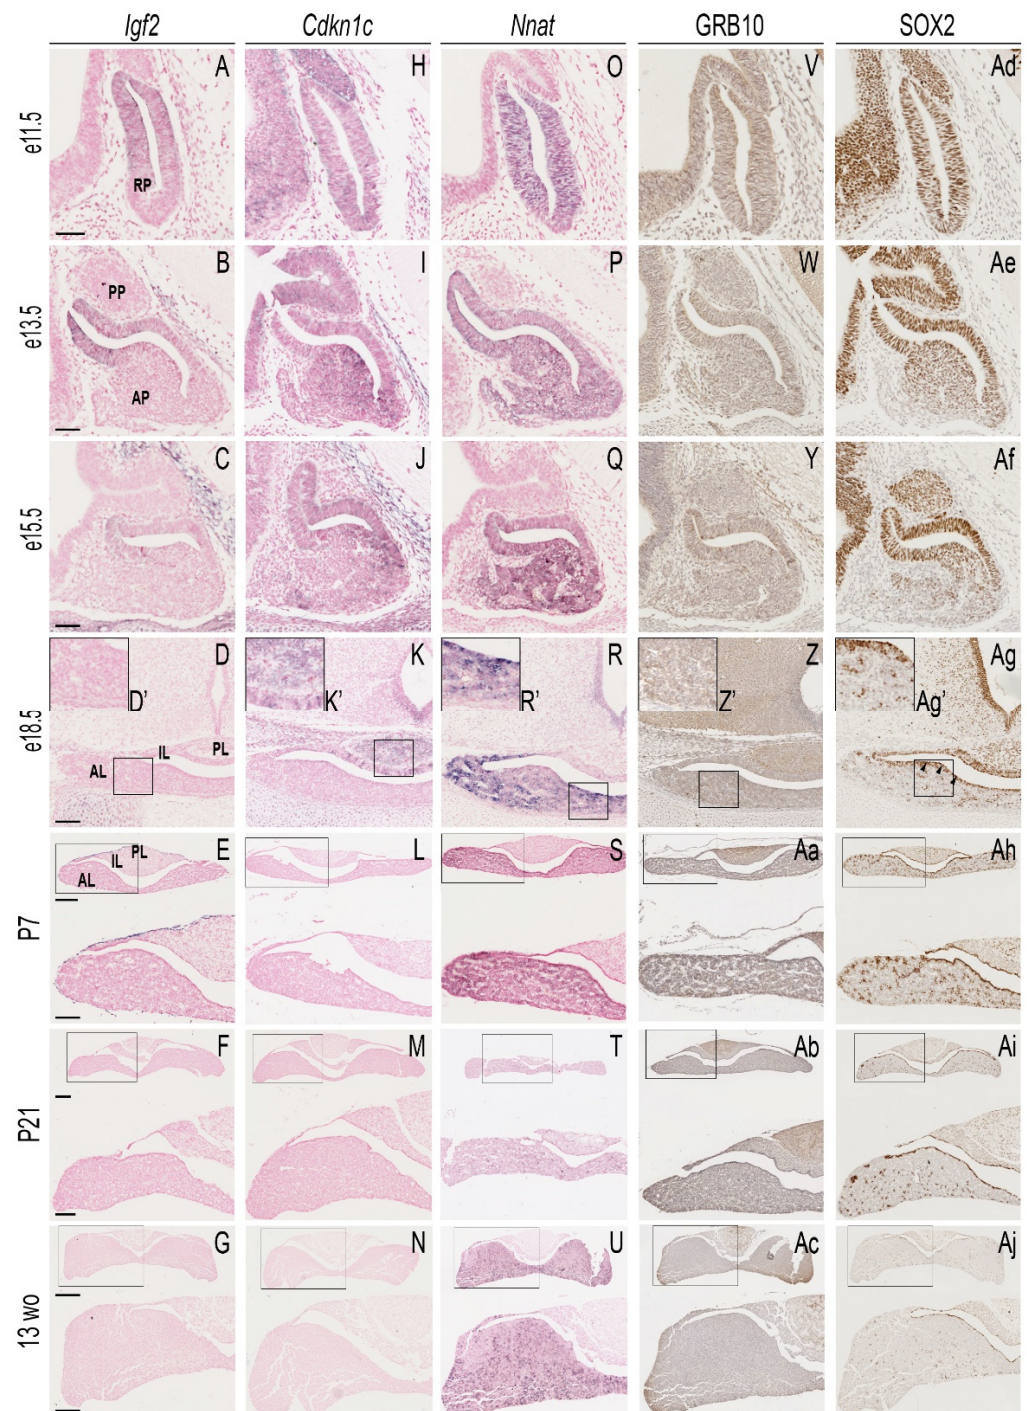 Igf2 Cdkn1c Nnat GRB10 SOX2
e11.5 A H O V Ad
RP
e13.5 B I P W Ae
PP
AP
e15.5 C J Q Y Af
e18.5 D K R Z Ag
D' K' R' Z' Ag'
AL IL PL
P7 E L S Aa Ah
AL IL PL
P21 F M T Ab Ai
13 wo G N U Ac Aj